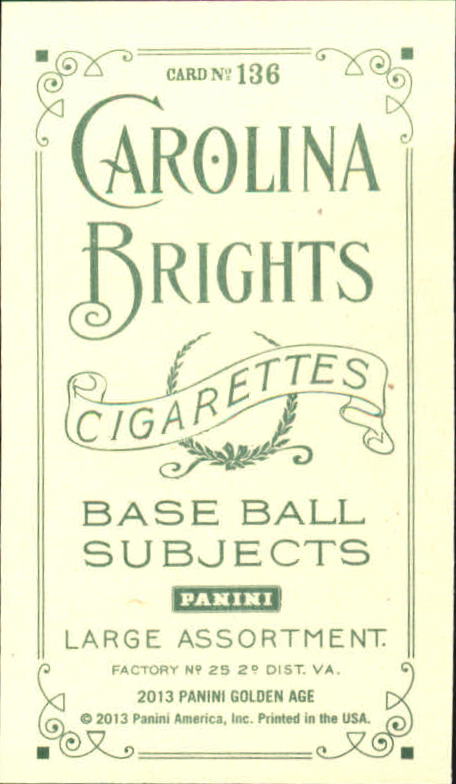 CARD Nº 136
CAROLINA
BRIGHTS
CIGARETTES
BASE BALL
SUBJECTS
PANINI
LARGE ASSORTMENT.
FACTORY Nº 25 2º DIST. VA.
2013 PANINI GOLDEN AGE
© 2013 Panini America, Inc. Printed in the USA.